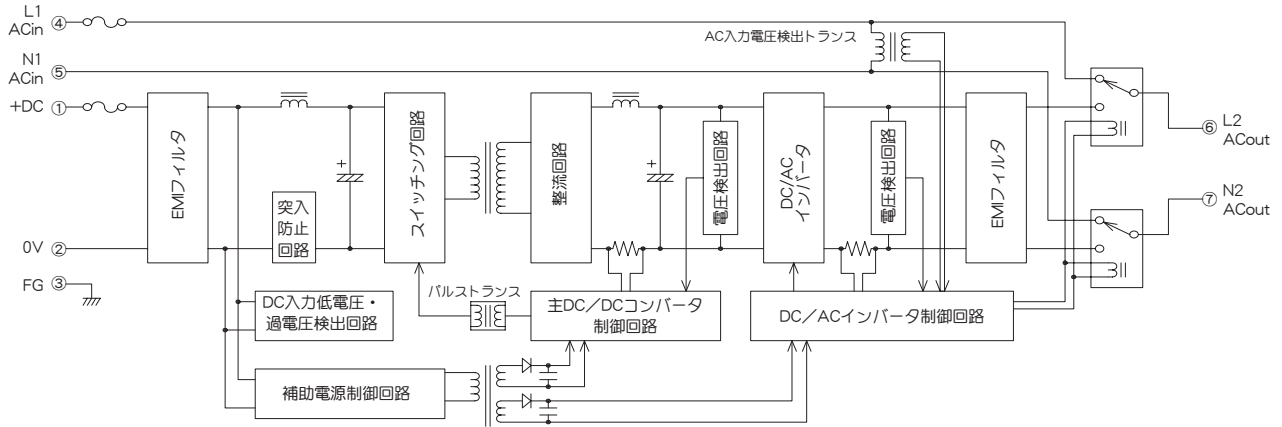 L1
ACin ④
N1
ACin ⑤
+DC ①
0V ②
FG ③
EMIフィルタ
突入
防止
回路
+
スイッチング回路
整流回路
+
電圧検出回路
DC/AC
インバータ
電圧検出回路
EMIフィルタ
AC入力電圧検出トランス
⑥ L2
ACout
⑦ N2
ACout
DC入力低電圧・
過電圧検出回路
パルストランス
主DC/DCコンバータ
制御回路
DC/ACインバータ制御回路
補助電源制御回路